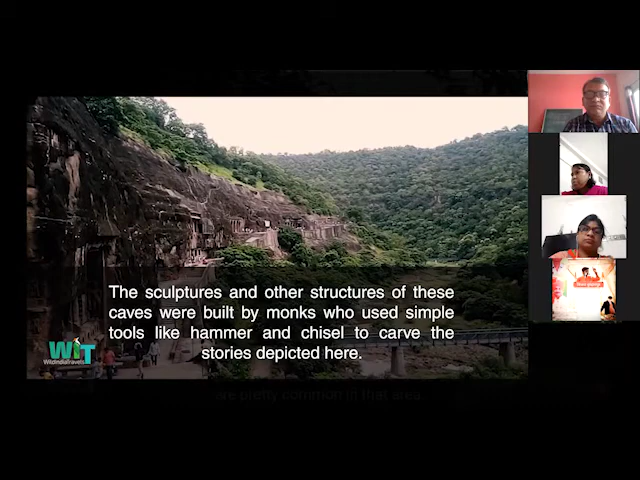 The sculptures and other structures of these
caves were built by monks who used simple
tools like hammer and chisel to carve the
stories depicted here.
WiT
WildIndiaTravels
are pretty common in that area.